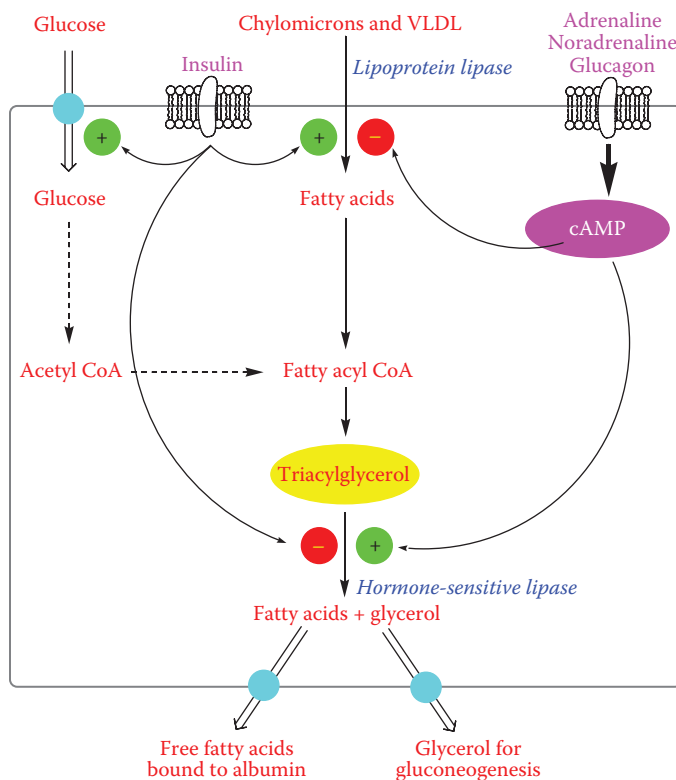 Glucose
Chylomicrons and VLDL
Adrenaline
Noradrenaline
Glucagon
Insulin
Lipoprotein lipase
+
+
–
Glucose
Fatty acids
cAMP
Acetyl CoA
Fatty acyl CoA
Triacylglycerol
–
+
Hormone-sensitive lipase
Fatty acids + glycerol
Free fatty acids
bound to albumin
Glycerol for
gluconeogenesis